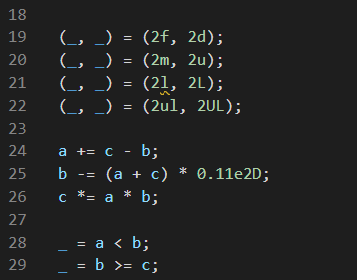 18
19 (_, _) = (2f, 2d);
20 (_, _) = (2m, 2u);
21 (_, _) = (2l, 2L);
22 (_, _) = (2ul, 2UL);
23
24 a += c - b;
25 b -= (a + c) * 0.11e2D;
26 c *= a * b;
27
28 _ = a < b;
29 _ = b >= c;